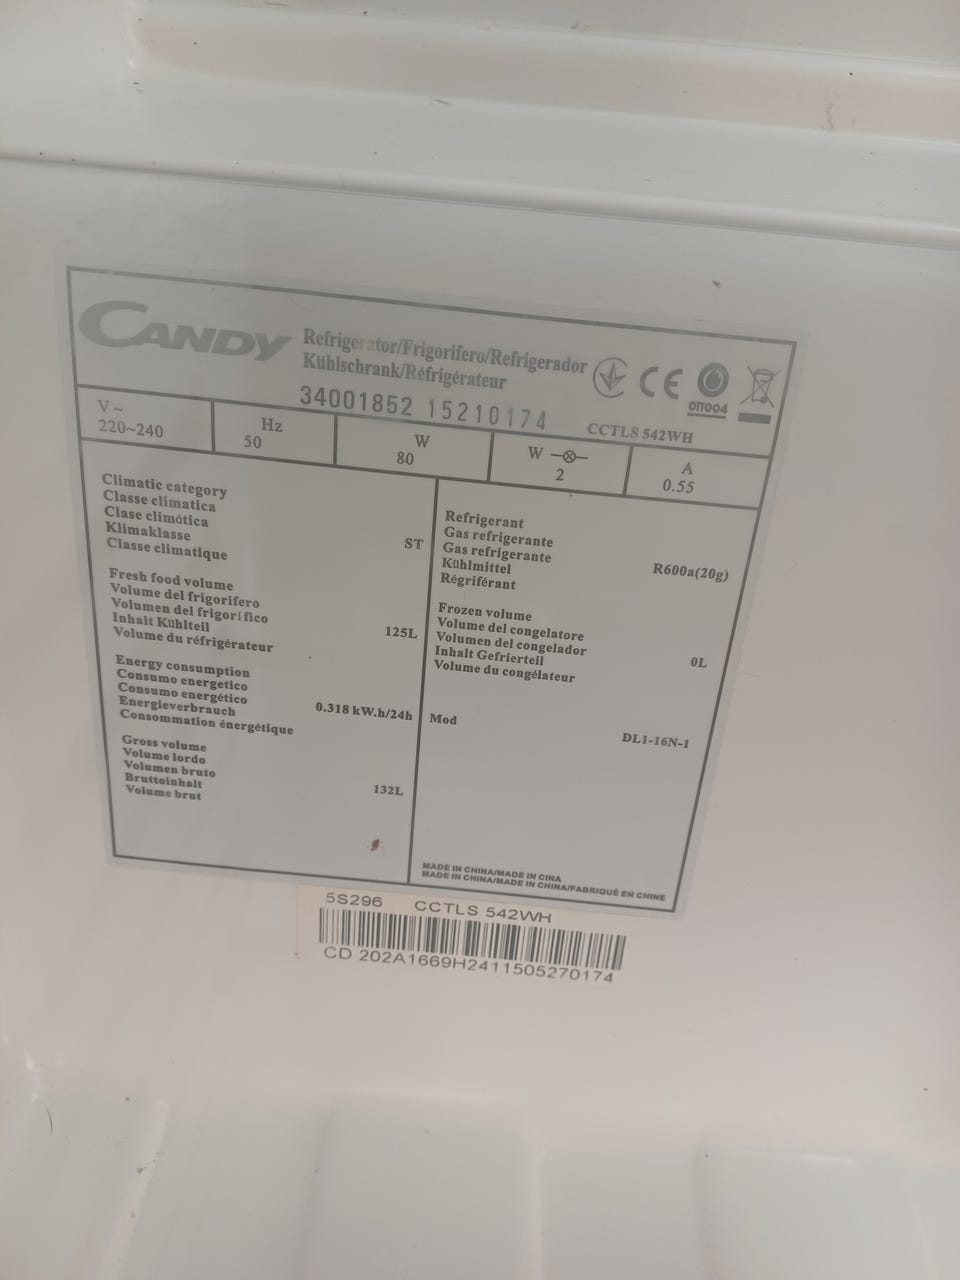 CANDY
Refrigerator/Frigorifero/Refrigerador
Kühlschrank/Réfrigérateur
34001852 15210174
CCTLS 542WH
CE
OTT004
V~
220~240
Hz
50
W
80
W
2
A
0.55
Climatic category
Classe climatica
Clase climática
Klimaklasse
Classe climatique
ST
Fresh food volume
Volume del frigorifero
Volumen del frigorífico
Inhalt Kühlteil
Volume du réfrigérateur
125L
Energy consumption
Consumo energetico
Consumo energético
Energieverbrauch
Consommation énergétique
0.318 kW.h/24h
Gross volume
Volume lordo
Volumen bruto
Bruttoinhalt
Volume brut
132L
Refrigerant
Gas refrigerante
Gas refrigerante
Kühlmittel
Régriférant
R600a(20g)
Frozen volume
Volume del congelatore
Volumen del congelador
Inhalt Gefrierteil
Volume du congélateur
0L
Mod
DL1-16N-1
MADE IN CHINA/MADE IN CINA
MADE IN CHINA/MADE IN CHINA/FABRIQUÉ EN CHINE
5S296 CCTLS 542WH
CD 202A1669H2411505270174